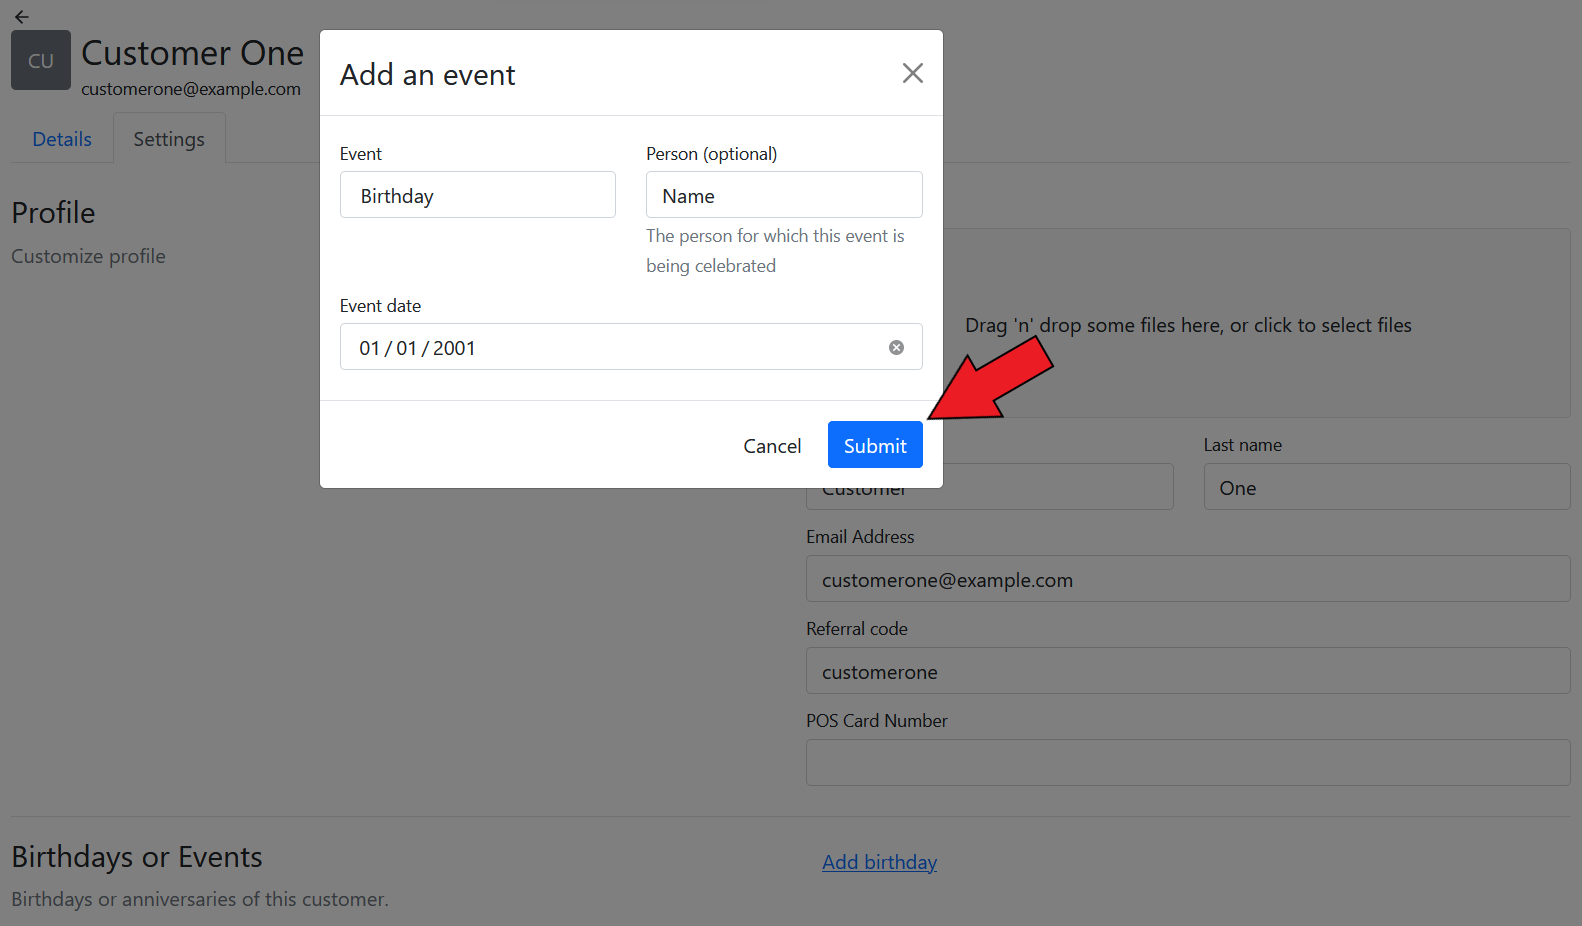 CU
Customer One
customerone@example.com
Details
Settings
Profile
Customize profile
Add an event
Event
Person (optional)
Birthday
Name
The person for which this event is
being celebrated
Event date
01 / 01 / 2001
Cancel
Submit
Drag 'n' drop some files here, or click to select files
Last name
Customer
One
Email Address
customerone@example.com
Referral code
customerone
POS Card Number
Birthdays or Events
Add birthday
Birthdays or anniversaries of this customer.